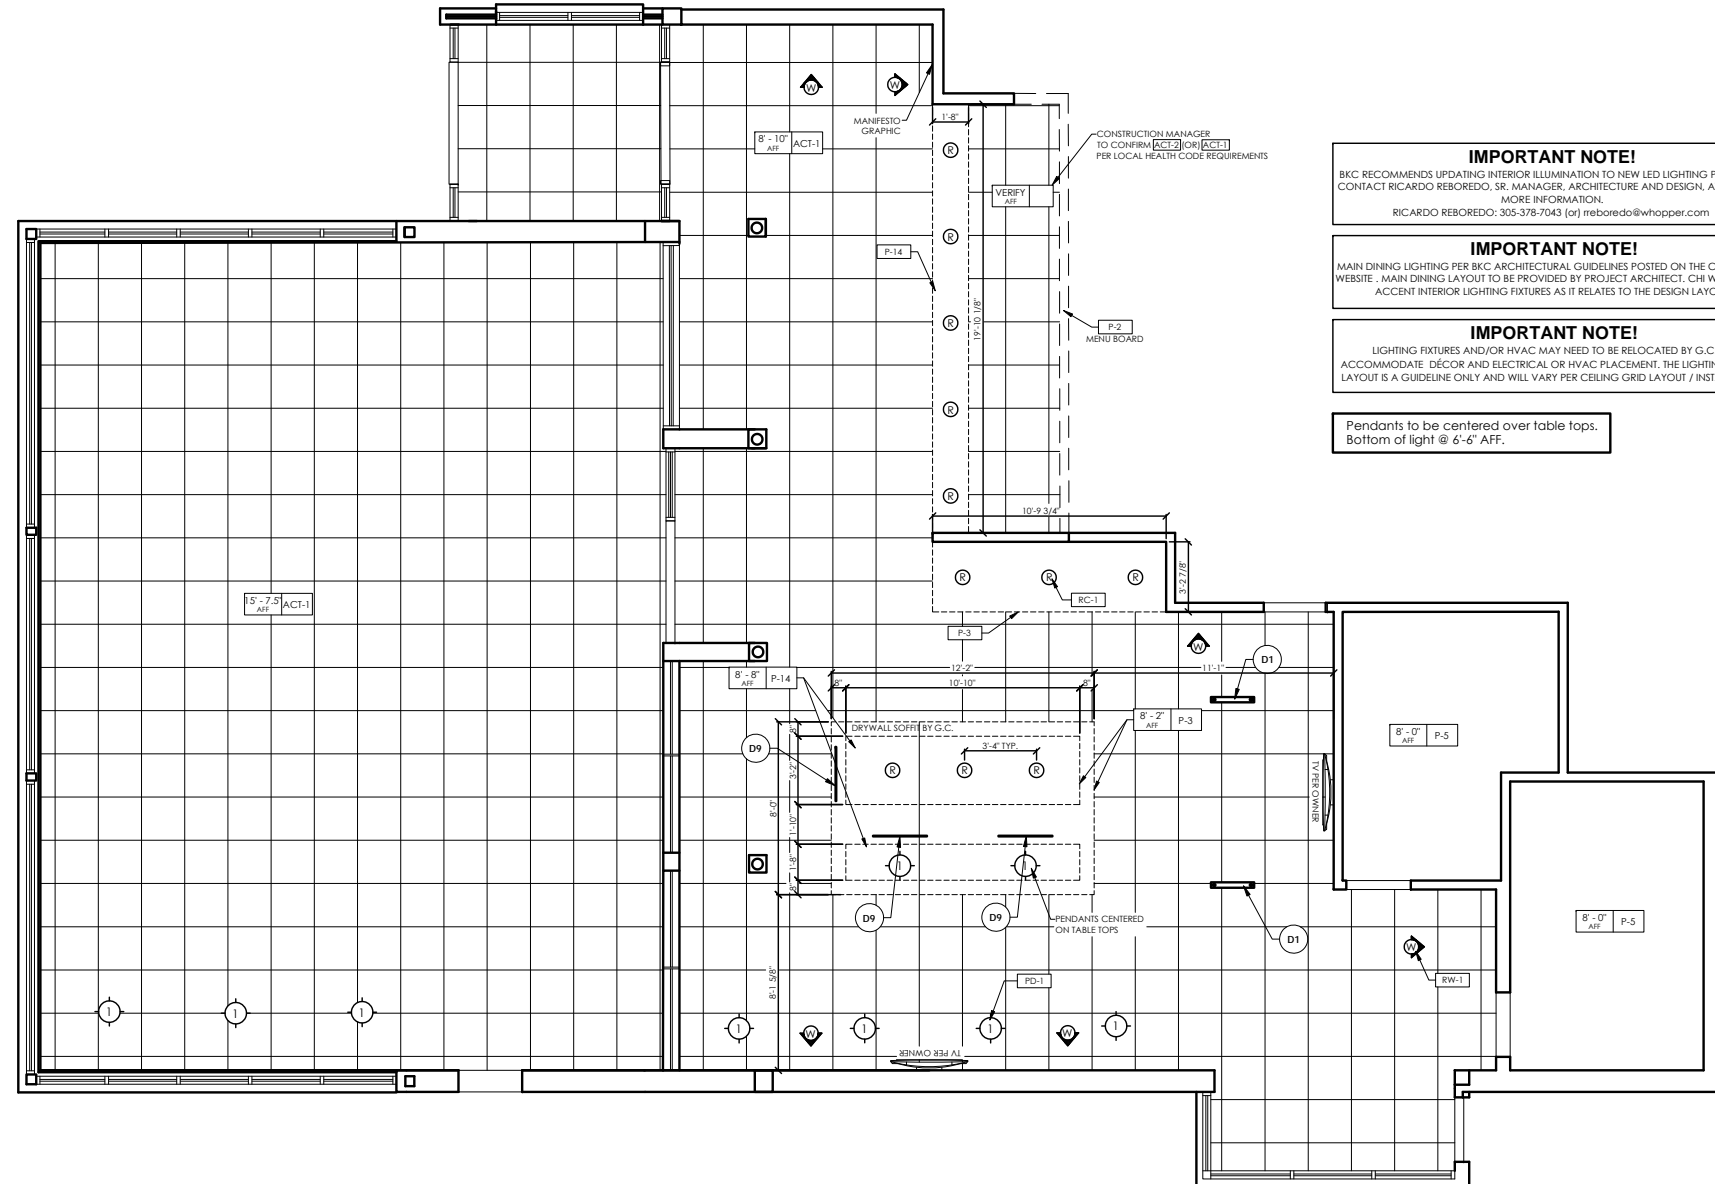 MANIFESTO
GRAPHIC
8' - 10"
AFF
ACT-1
1'-8"
CONSTRUCTION MANAGER
TO CONFIRM ACT-2 (OR) ACT-1
PER LOCAL HEALTH CODE REQUIREMENTS
VERIFY
AFF
W
W
R
R
R
R
R
P-14
19'-10 1/8"
P-2
MENU BOARD
IMPORTANT NOTE!
BKC RECOMMENDS UPDATING INTERIOR ILLUMINATION TO NEW LED LIGHTING
CONTACT RICARDO REBOREDO, SR. MANAGER, ARCHITECTURE AND DESIGN,
MORE INFORMATION.
RICARDO REBOREDO: 305-378-7043 (or) rreboredo@whopper.com
IMPORTANT NOTE!
MAIN DINING LIGHTING PER BKC ARCHITECTURAL GUIDELINES POSTED ON THE
WEBSITE . MAIN DINING LAYOUT TO BE PROVIDED BY PROJECT ARCHITECT. CHI
ACCENT INTERIOR LIGHTING FIXTURES AS IT RELATES TO THE DESIGN
IMPORTANT NOTE!
LIGHTING FIXTURES AND/OR HVAC MAY NEED TO BE RELOCATED BY G.C
ACCOMMODATE DÉCOR AND ELECTRICAL OR HVAC PLACEMENT. THE
LAYOUT IS A GUIDELINE ONLY AND WILL VARY PER CEILING GRID LAYOUT /
Pendants to be centered over table tops.
Bottom of light @ 6'-6" AFF.
10'-9 3/4"
3'-2 7/8"
R
R
R
RC-1
P-3
15' - 7.5"
AFF
ACT-1
W
D1
12'-2"
11'-1"
8"
10'-10"
8"
8' - 8"
AFF
P-14
8' - 2"
AFF
P-3
DRYWALL SOFFIT BY G.C.
D9
3'-4" TYP.
R
R
R
8"
3'-2"
1'-10"
1'-8"
8"
8'-0"
8'-1 5/8"
TV PER OWNER
8' - 0"
AFF
P-5
1
1
D9
D9
PENDANTS CENTERED
ON TABLE TOPS
D1
8' - 0"
AFF
P-5
W
RW-1
PD-1
1
1
1
1
W
1
1
W
1
TV PER OWNER